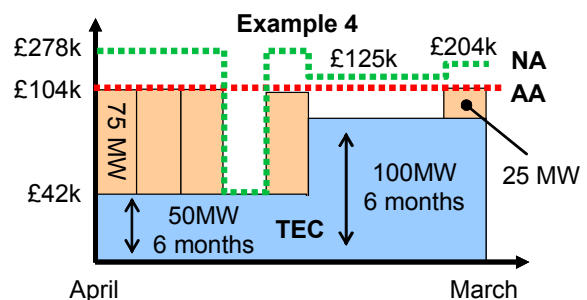 Example 4
£278k
£125k
£204k
NA
£104k
AA
75 MW
25 MW
100MW
6 months
£42k
50MW
6 months
TEC
April
March